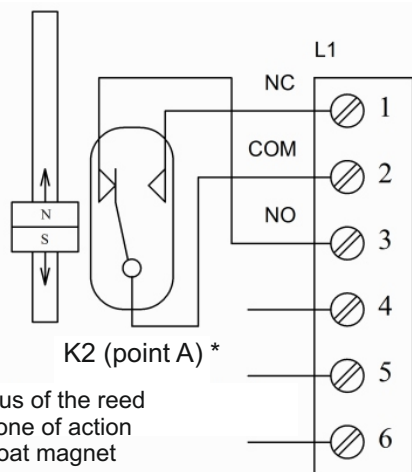 L1
NC
1
COM
2
NO
3
N
S
4
K2 (point A) *
5
us of the reed
one of action
oat magnet
6